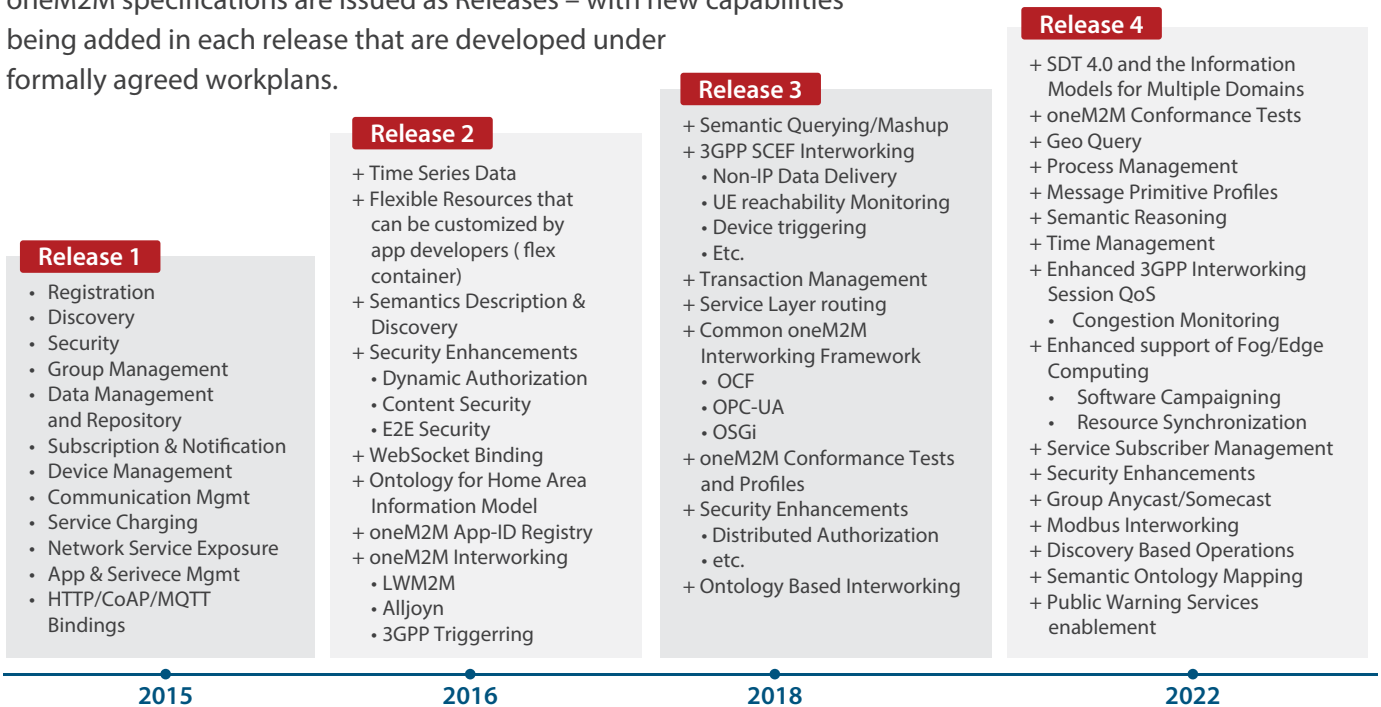 oneM2M specifications are issued as Releases – with new capabilities
being added in each release that are developed under
formally agreed workplans.
Release 1
• Registration
• Discovery
• Security
• Group Management
• Data Management
and Repository
• Subscription & Notification
• Device Management
• Communication Mgmt
• Service Charging
• Network Service Exposure
• App & Serivece Mgmt
• HTTP/CoAP/MQTT
Bindings
2015
Release 2
+ Time Series Data
+ Flexible Resources that
can be customized by
app developers ( flex
container)
+ Semantics Description &
Discovery
+ Security Enhancements
• Dynamic Authorization
• Content Security
• E2E Security
+ WebSocket Binding
+ Ontology for Home Area
Information Model
+ oneM2M App-ID Registry
+ oneM2M Interworking
• LWM2M
• Alljoyn
• 3GPP Triggerring
2016
Release 3
+ Semantic Querying/Mashup
+ 3GPP SCEF Interworking
• Non-IP Data Delivery
• UE reachability Monitoring
• Device triggering
• Etc.
+ Transaction Management
+ Service Layer routing
+ Common oneM2M
Interworking Framework
• OCF
• OPC-UA
• OSGi
+ oneM2M Conformance Tests
and Profiles
+ Security Enhancements
• Distributed Authorization
• etc.
+ Ontology Based Interworking
2018
Release 4
+ SDT 4.0 and the Information
Models for Multiple Domains
+ oneM2M Conformance Tests
+ Geo Query
+ Process Management
+ Message Primitive Profiles
+ Semantic Reasoning
+ Time Management
+ Enhanced 3GPP Interworking
Session QoS
• Congestion Monitoring
+ Enhanced support of Fog/Edge
Computing
• Software Campaigning
• Resource Synchronization
+ Service Subscriber Management
+ Security Enhancements
+ Group Anycast/Somecast
+ Modbus Interworking
+ Discovery Based Operations
+ Semantic Ontology Mapping
+ Public Warning Services
enablement
2022